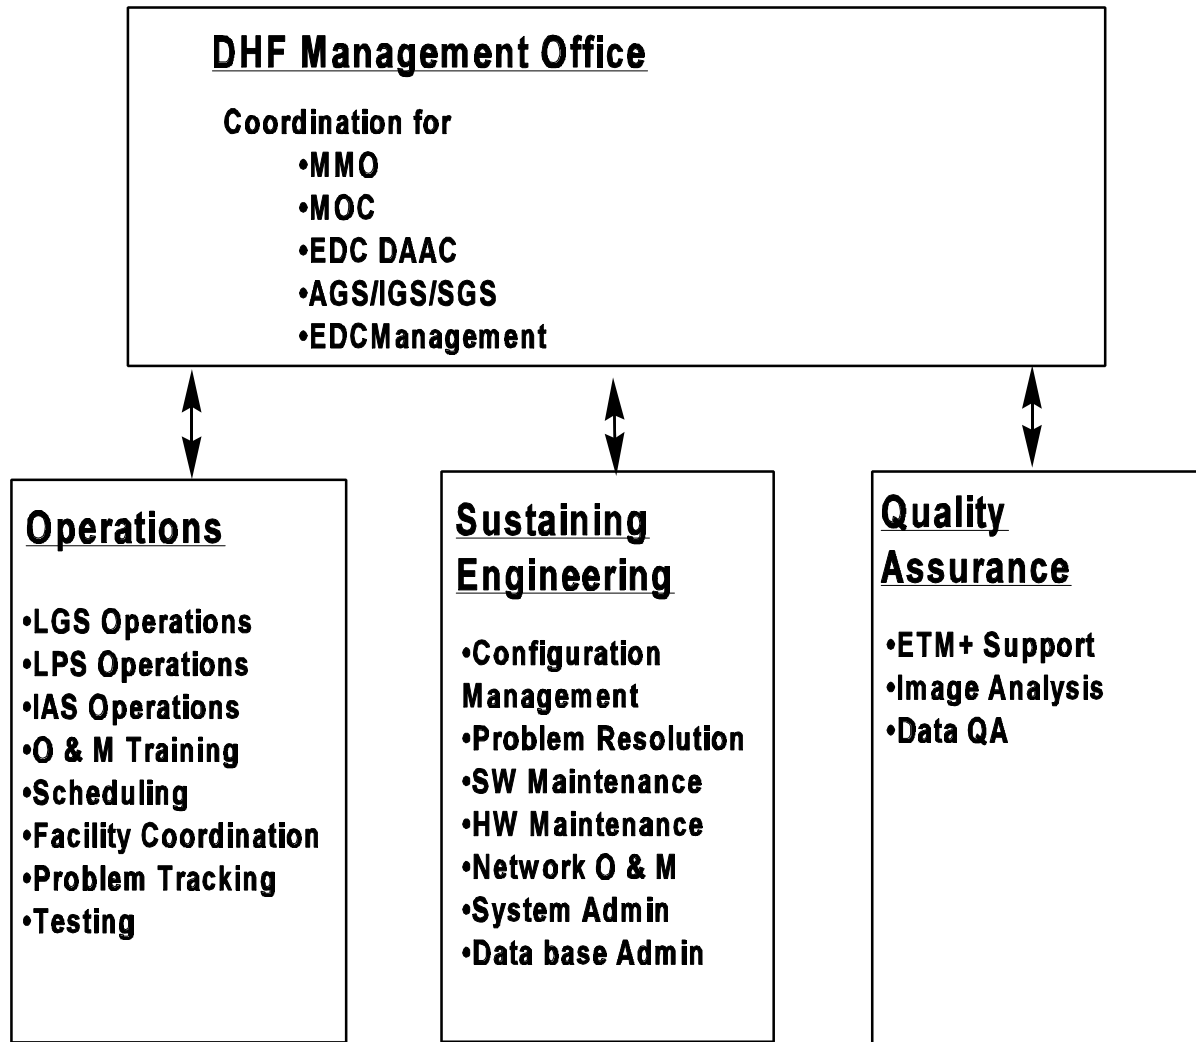 DHF Management Office
Coordination for
•MMO
•MOC
•EDC DAAC
•AGS/IGS/SGS
•EDCManagement
Operations
•LGS Operations
•LPS Operations
•IAS Operations
•O & M Training
•Scheduling
•Facility Coordination
•Problem Tracking
•Testing
Sustaining
Engineering
•Configuration
Management
•Problem Resolution
•SW Maintenance
•HW Maintenance
•Network O & M
•System Admin
•Data base Admin
Quality
Assurance
•ETM+ Support
•Image Analysis
•Data QA